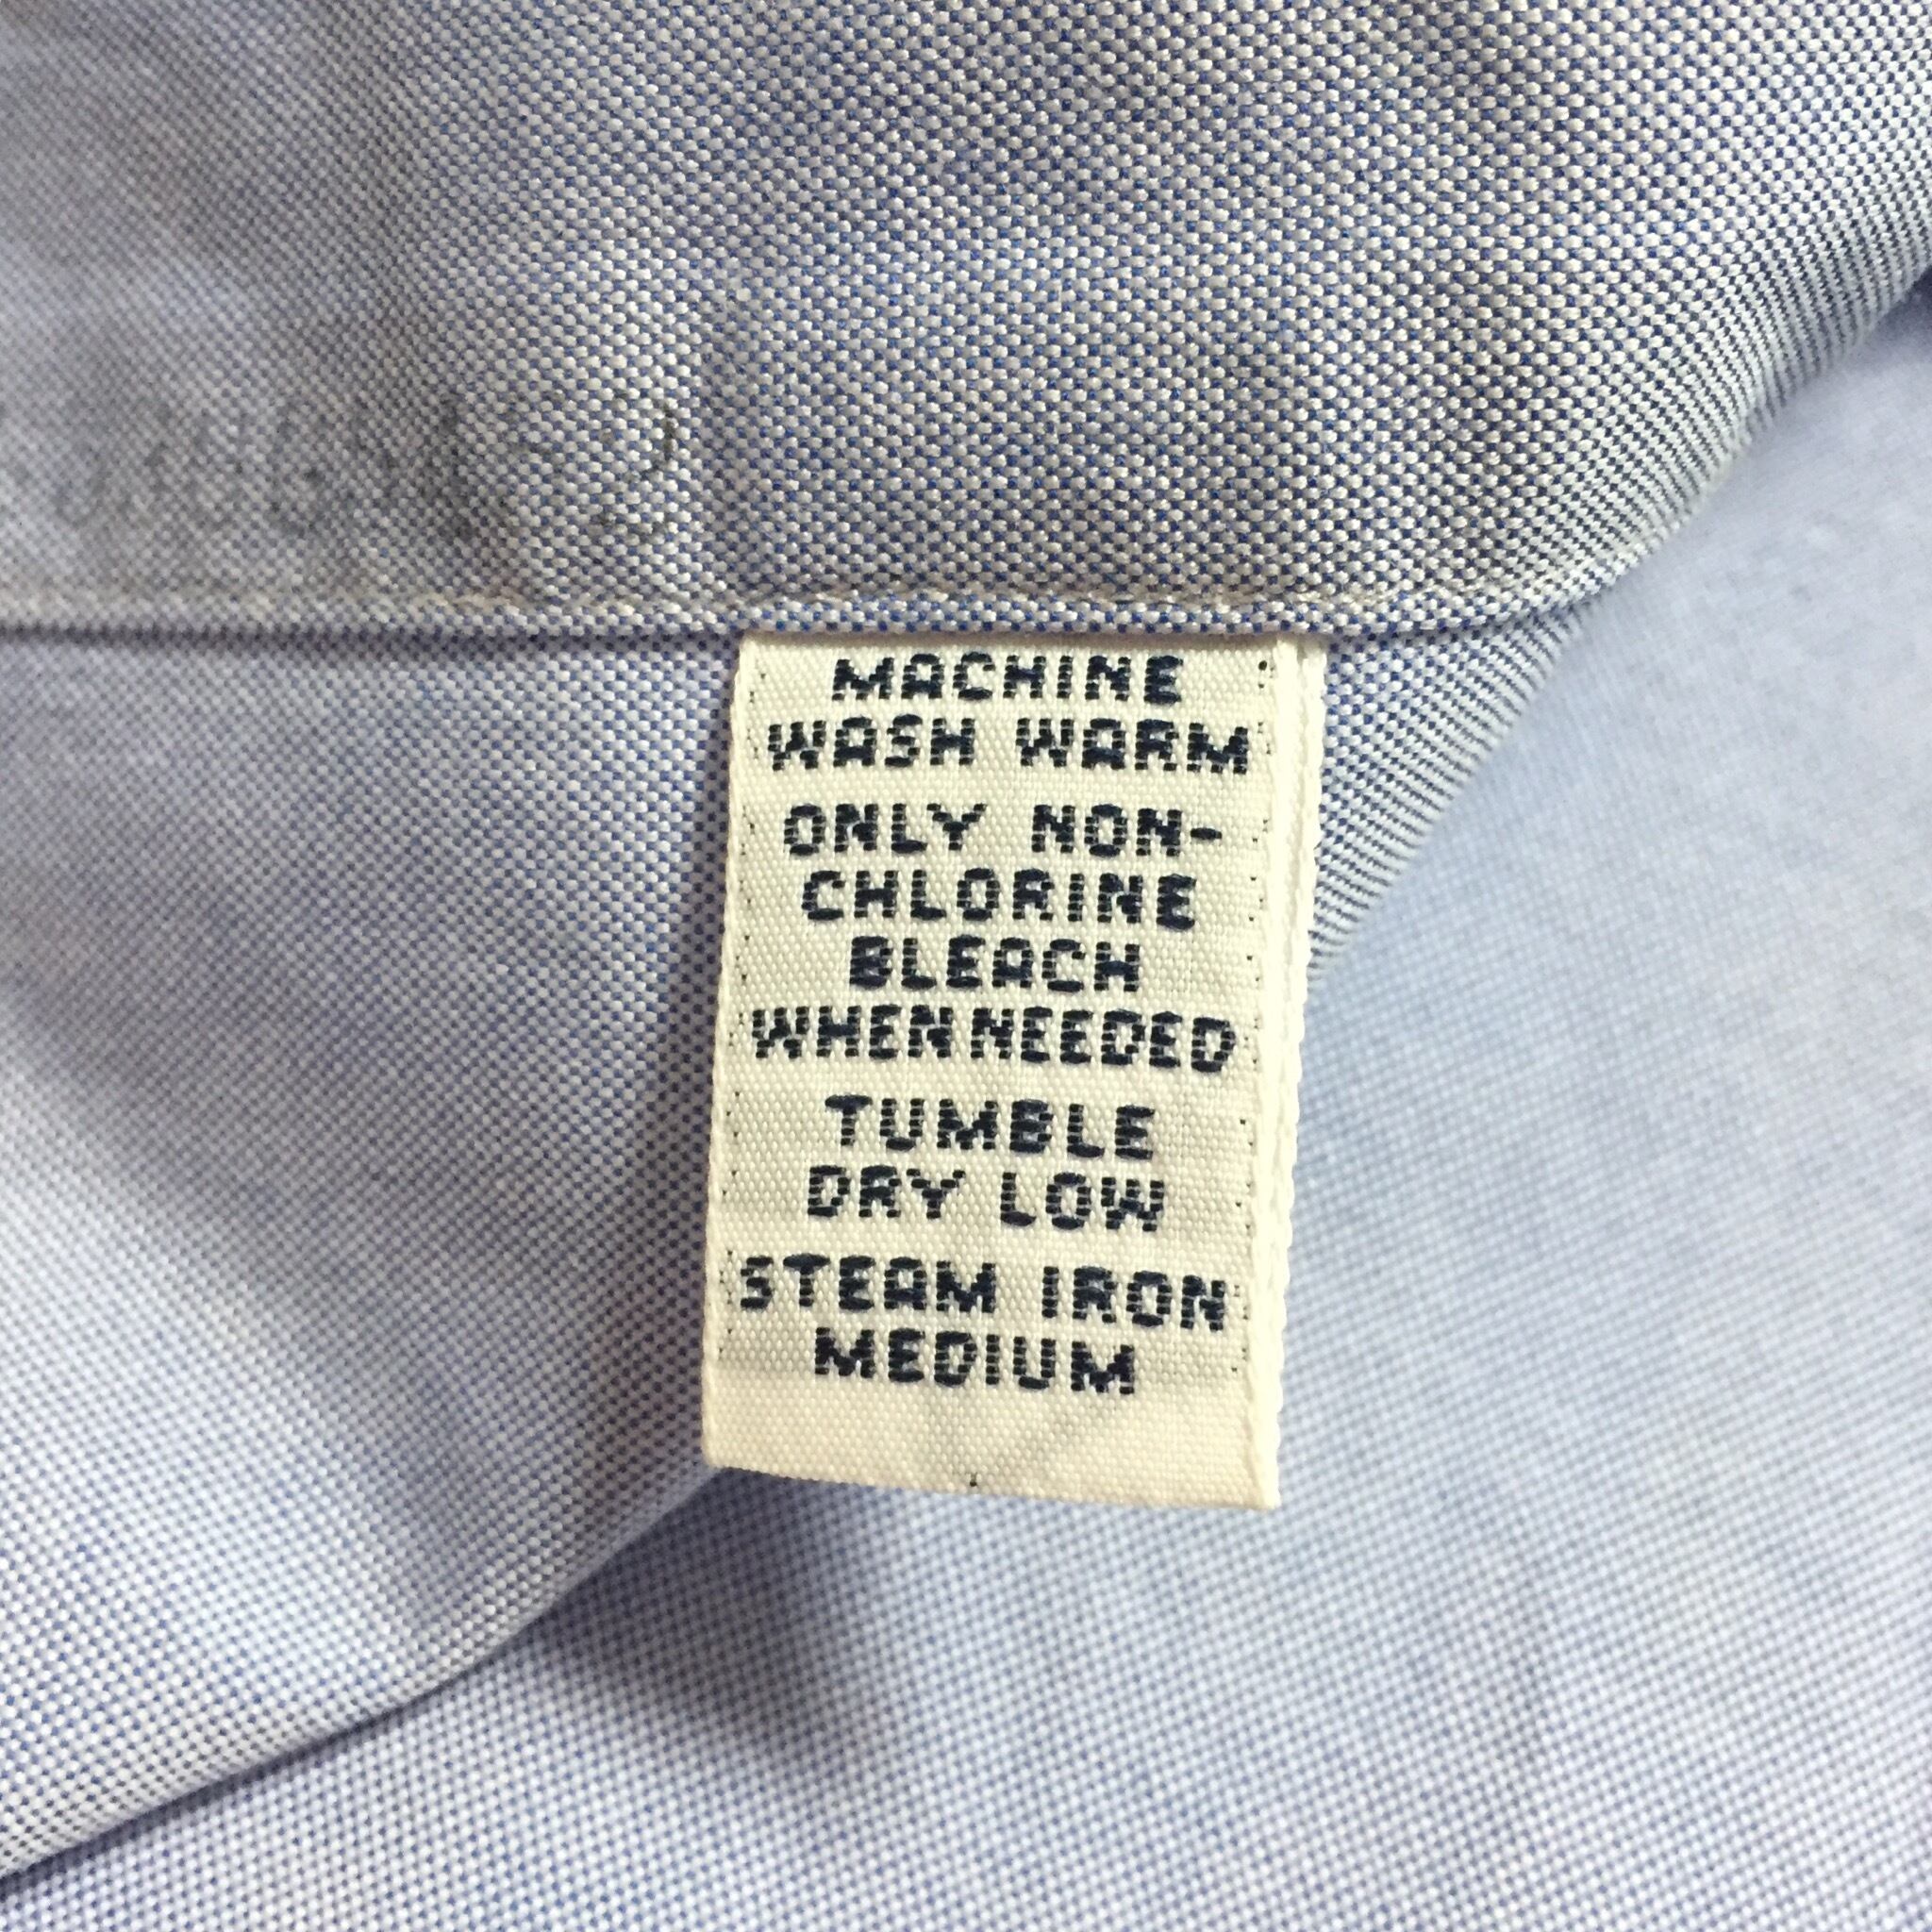 MACHINE
WASH WARM
ONLY NON-
CHLORINE
BLEACH
WHEN NEEDED
TUMBLE
DRY LOW
STEAM IRON
MEDIUM